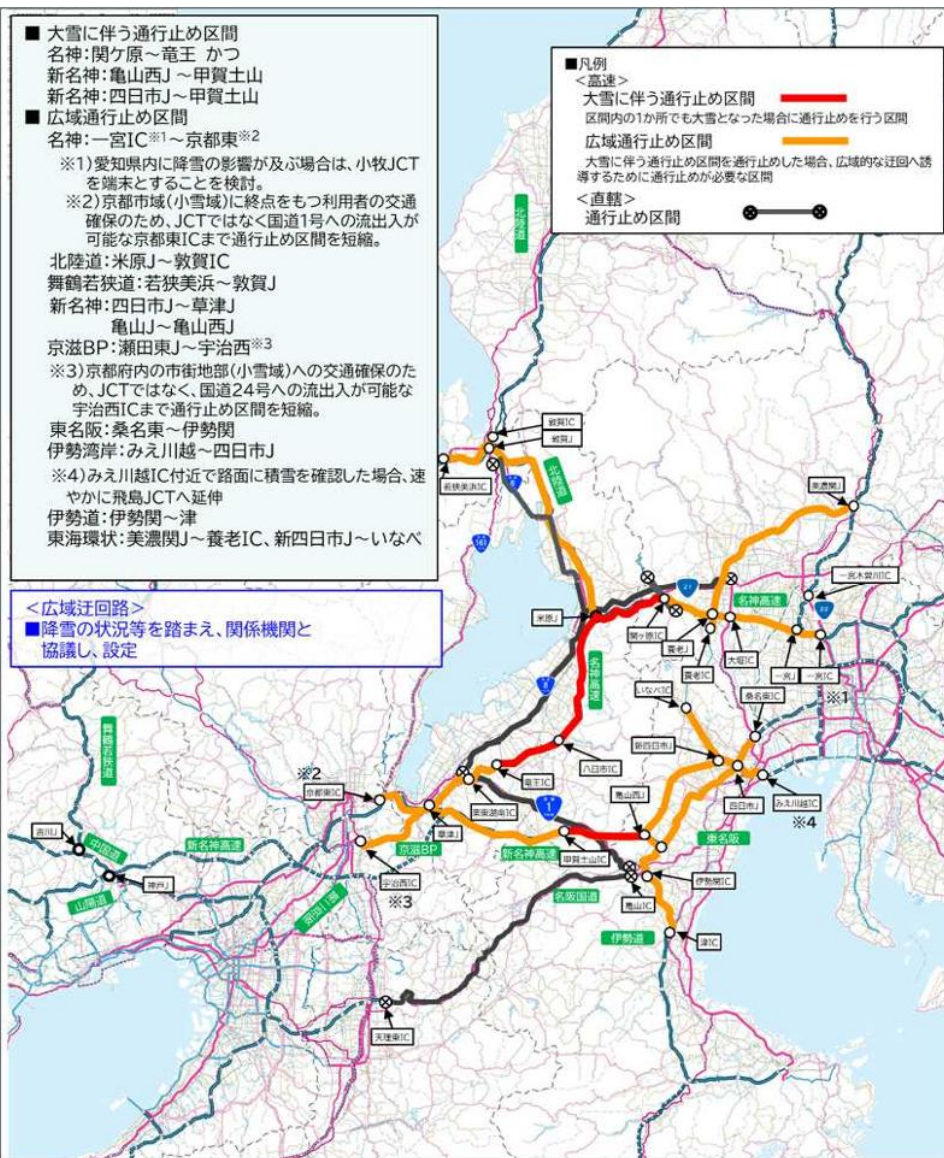 ■ 大雪に伴う通行止め区間
名神:関ケ原~竜王 かつ
新名神:亀山西J ~甲賀土山
新名神:四日市J~甲賀土山
■ 広域通行止め区間
名神:一宮IC※1~京都東※2
※1)愛知県内に降雪の影響が及ぶ場合は、小牧JCT
を端末とすることを検討。
※2)京都市域(小雪域)に終点をもつ利用者の交通
確保のため、JCTではなく国道1号への流出入が
可能な京都東ICまで通行止め区間を短縮。
北陸道:米原J~敦賀IC
舞鶴若狭道:若狭美浜~敦賀J
新名神:四日市J~草津J
亀山J~亀山西J
京滋BP:瀬田東J~宇治西※3
※3)京都府内の市街地部(小雪域)への交通確保のた
め、JCTではなく、国道24号への流出入が可能な
宇治西ICまで通行止め区間を短縮。
東名阪:桑名東~伊勢関
伊勢湾岸:みえ川越~四日市J
※4)みえ川越IC付近で路面に積雪を確認した場合、速
やかに飛島JCTへ延伸
伊勢道:伊勢関~津
東海環状:美濃関J~養老IC、新四日市J~いなべ
<広域迂回路>
■降雪の状況等を踏まえ、関係機関と
協議し、設定
■凡例
<高速>
大雪に伴う通行止め区間
区間内の1か所でも大雪となった場合に通行止めを行う区間
広域通行止め区間
大雪に伴う通行止め区間を通行止めした場合、広域的な迂回へ誘
導するために通行止めが必要な区間
<直轄>
通行止め区間
北陸道
敦賀IC
敦賀J
若狭美浜IC
8
北陸道
161
美濃関J
21
一宮木曽川IC
22
名神高速
米原J
関ヶ原IC
養老J
養老IC
大垣IC
一宮J
一宮IC
※1
名神高速
8
いなべIC
桑名東IC
新四日市J
舞鶴若狭道
※2
京都東IC
竜王IC
八日市IC
栗東湖南IC
1
亀山西J
四日市J
みえ川越IC
※4
吉川J
中国道
新名神高速
神戸J
山陽道
京滋BP
草津J
新名神高速
甲賀土山IC
東名阪
宇治西IC
※3
名阪国道
亀山IC
伊勢関IC
伊勢道
津IC
天理東IC